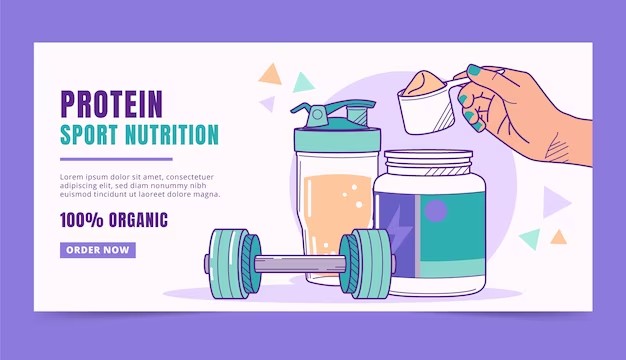 PROTEIN
SPORT NUTRITION
Lorem ipsum dolor sit amet,
consectetuer adipiscing elit,
sed diam nonummy nibh
euismod tincidunt ut laoreet.
100% ORGANIC
ORDER NOW